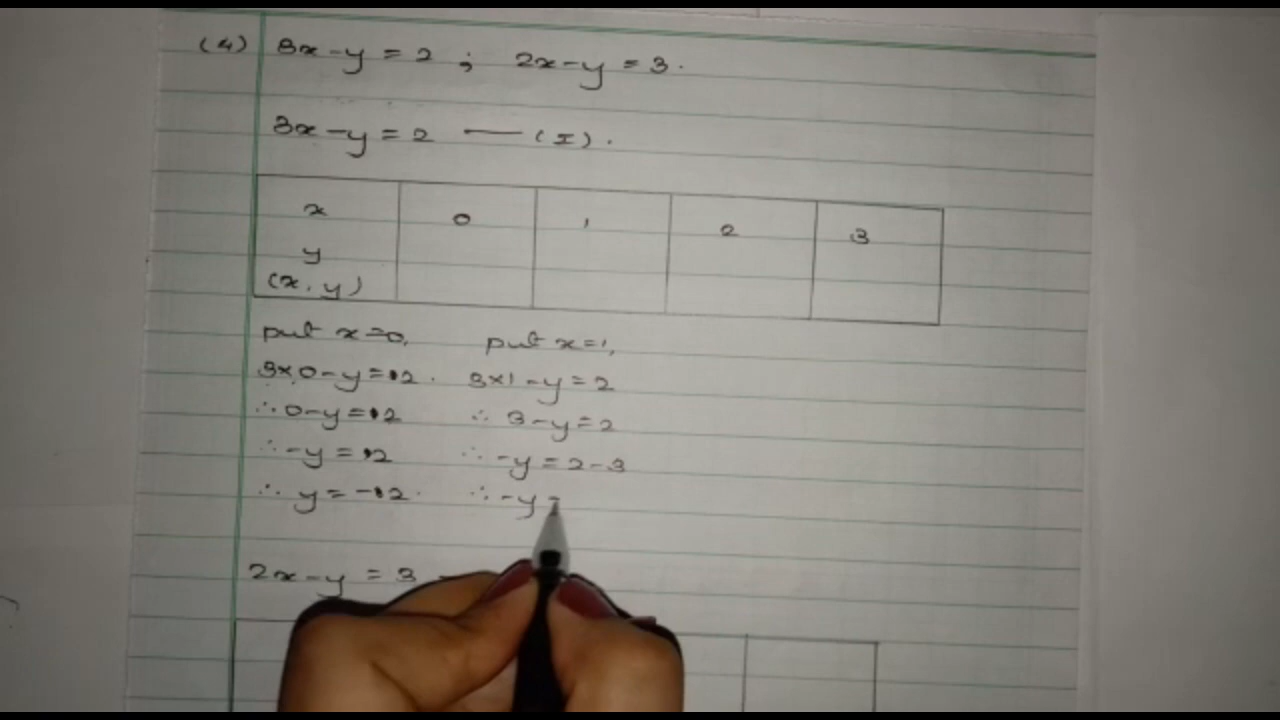 (4) 3x-y = 2 ; 2x-y = 3.
3x-y = 2 — (I).
x 0 1 2 3
y
(x, y)
put x=0, put x=1,
3×0-y=2. 3×1-y=2
∴ 0-y=2 ∴ 3-y=2
∴ -y=2 ∴ -y=2-3
∴ y=-2. ∴ -y=
2x-y = 3